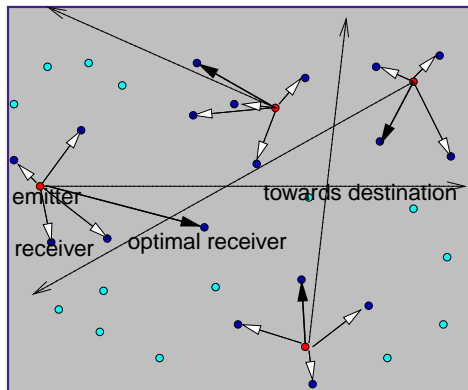 towards destination
emitter
receiver
optimal receiver